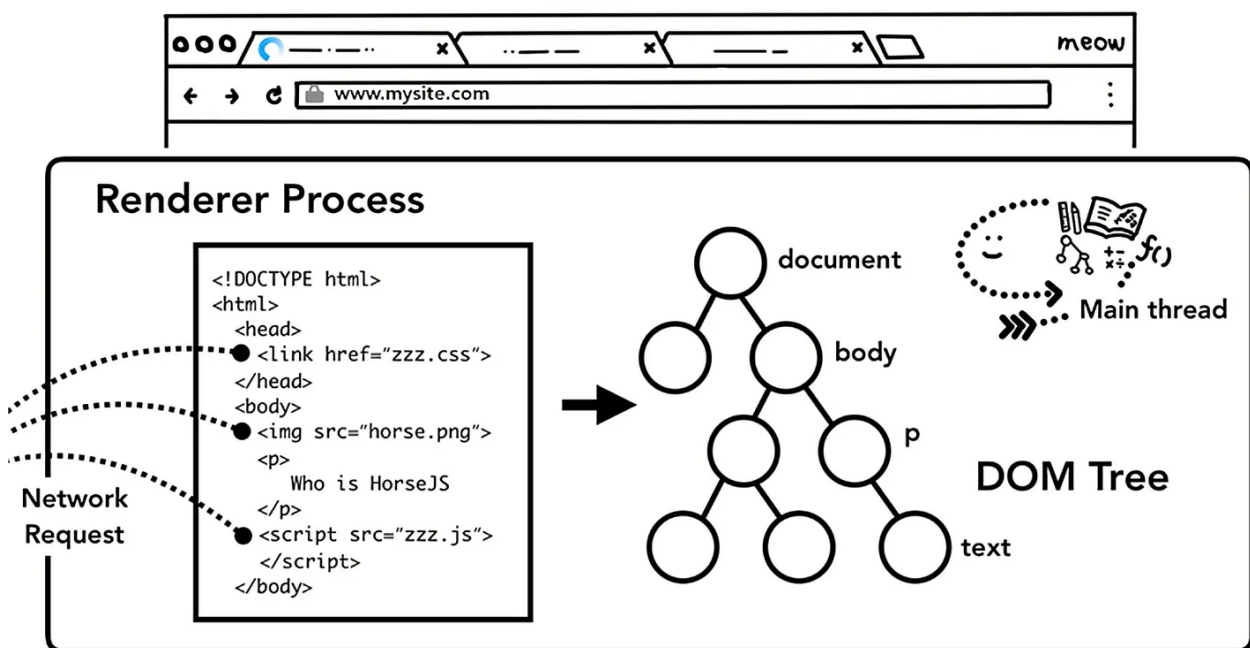 meow
www.mysite.com
Renderer Process
<!DOCTYPE html>
<html>
<head>
<link href="zzz.css">
</head>
<body>
<img src="horse.png">
<p>
Who is HorseJS
</p>
<script src="zzz.js">
</script>
</body>
Network
Request
document
body
p
text
DOM Tree
f()
Main thread